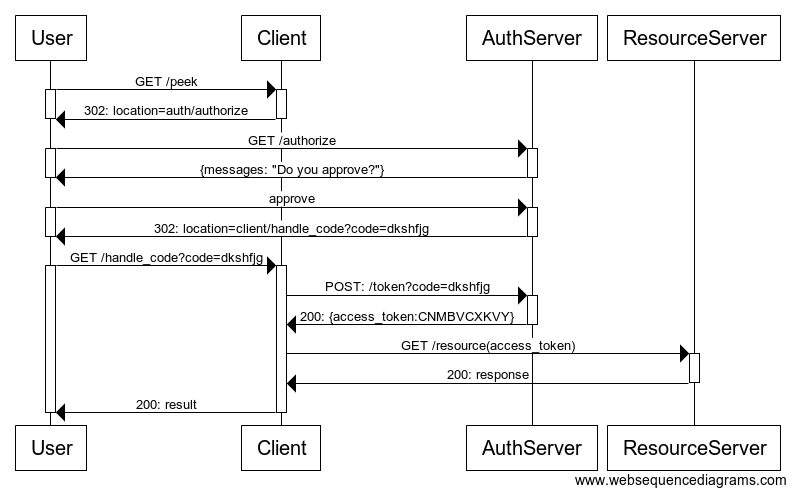 User Client AuthServer ResourceServer
GET /peek
302: location=auth/authorize
GET /authorize
{messages: "Do you approve?"}
approve
302: location=client/handle_code?code=dkshfjg
GET /handle_code?code=dkshfjg
POST: /token?code=dkshfjg
200: {access_token:CNMBVCXKVY}
GET /resource(access_token)
200: response
200: result
User Client AuthServer ResourceServer
www.websequencediagrams.com